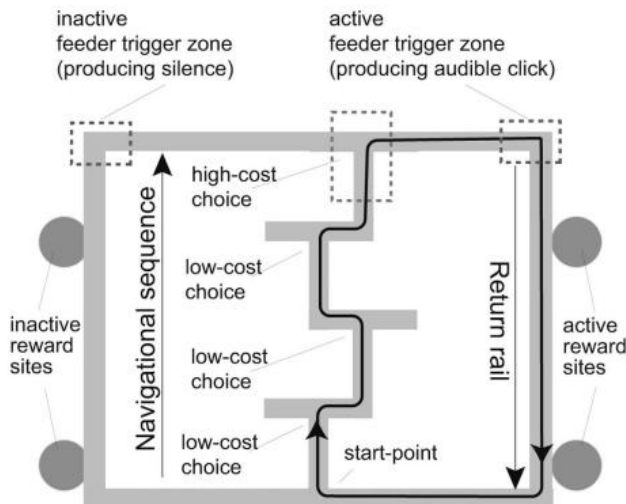 inactive
feeder trigger zone
(producing silence)
active
feeder trigger zone
(producing audible click)
high-cost
choice
Navigational sequence
low-cost
choice
Return rail
inactive
reward
sites
low-cost
choice
active
reward
sites
low-cost
choice
start-point